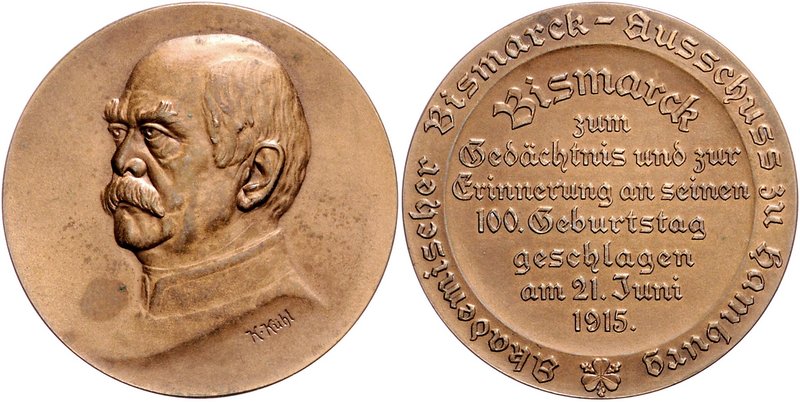 K·Kuhl
Akademischer Bismarck-Ausschuss zu Hamburg
Bismarck
zum
Gedächtnis und zur
Erinnerung an seinen
100. Geburtstag
geschlagen
am 21. Juni
1915.